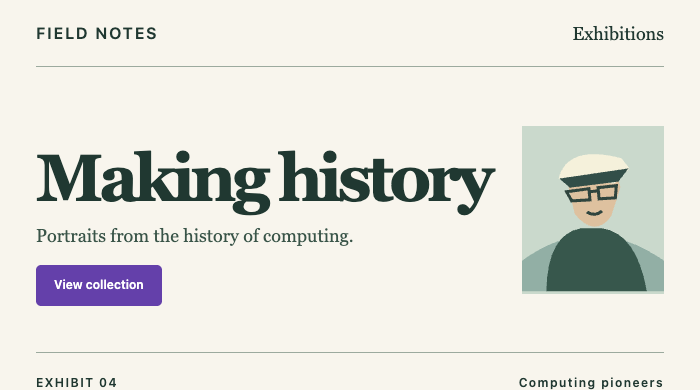 FIELD NOTES
Exhibitions
Making history
Portraits from the history of computing.
View collection
EXHIBIT 04
Computing pioneers